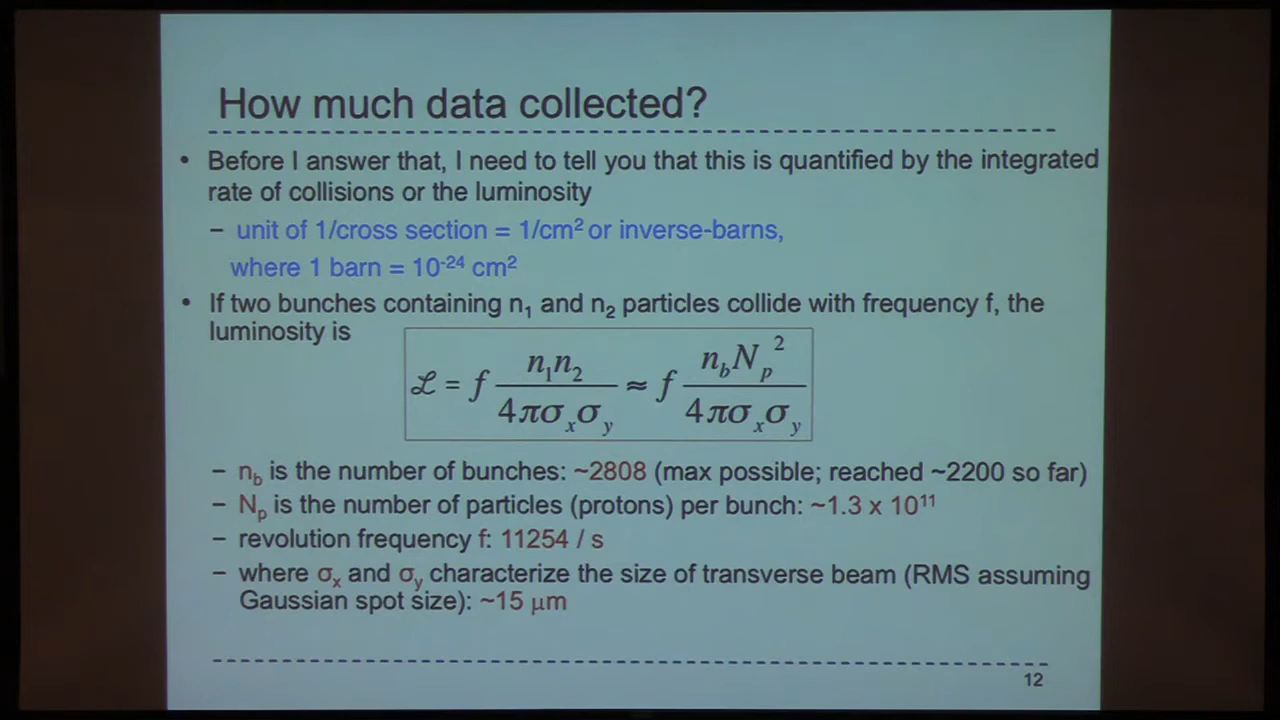 How much data collected?
• Before I answer that, I need to tell you that this is quantified by the integrated
rate of collisions or the luminosity
– unit of 1/cross section = 1/cm² or inverse-barns,
where 1 barn = 10⁻²⁴ cm²
• If two bunches containing n₁ and n₂ particles collide with frequency f, the
luminosity is
ℒ = f n₁n₂ / 4πσₓσᵧ ≈ f n_b N_p² / 4πσₓσᵧ
– n_b is the number of bunches: ~2808 (max possible; reached ~2200 so far)
– N_p is the number of particles (protons) per bunch: ~1.3 x 10¹¹
– revolution frequency f: 11254 / s
– where σₓ and σᵧ characterize the size of transverse beam (RMS assuming
Gaussian spot size): ~15 μm
12